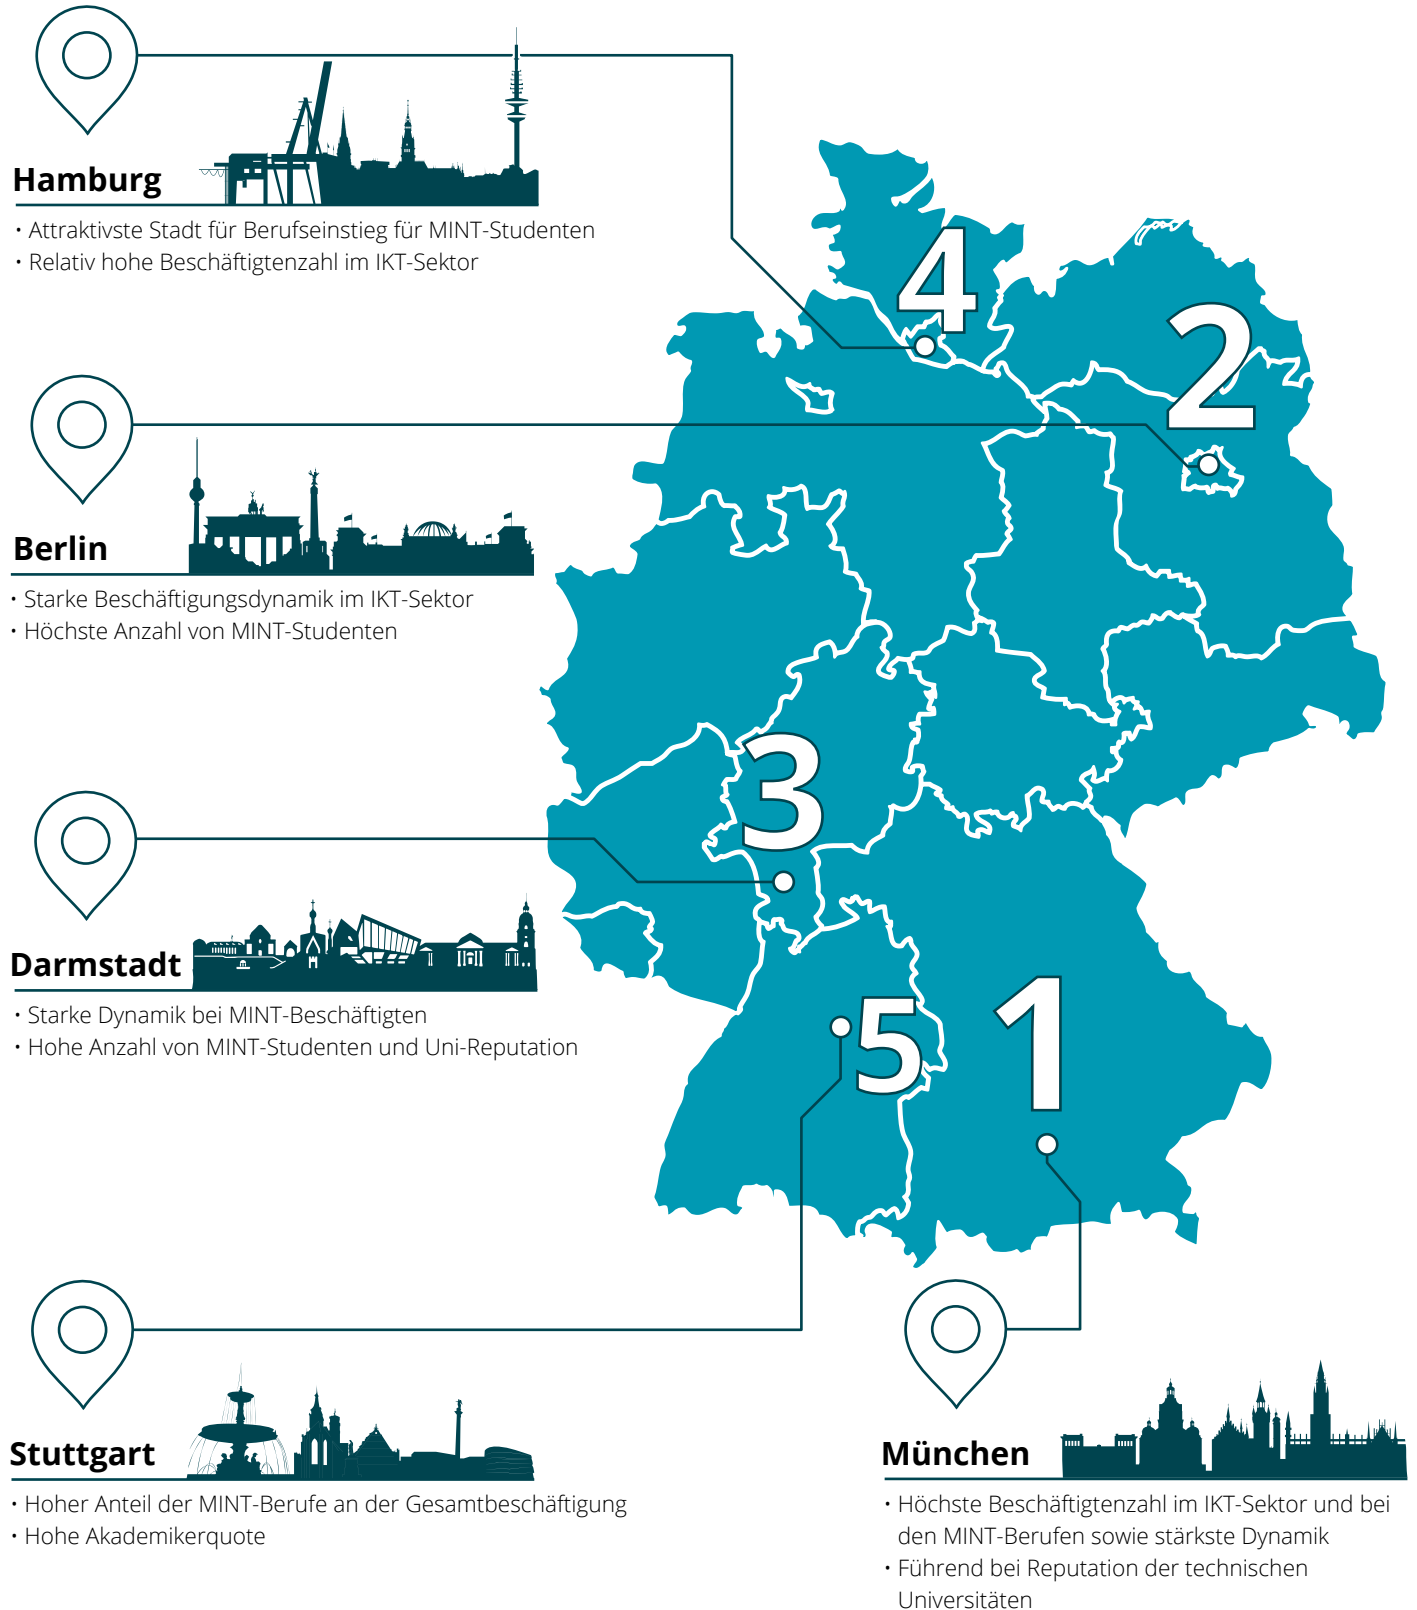 Hamburg
• Attraktivste Stadt für Berufseinstieg für MINT-Studenten
• Relativ hohe Beschäftigtenzahl im IKT-Sektor
4
2
Berlin
• Starke Beschäftigungsdynamik im IKT-Sektor
• Höchste Anzahl von MINT-Studenten
3
Darmstadt
• Starke Dynamik bei MINT-Beschäftigten
• Hohe Anzahl von MINT-Studenten und Uni-Reputation
5
1
Stuttgart
• Hoher Anteil der MINT-Berufe an der Gesamtbeschäftigung
• Hohe Akademikerquote
München
• Höchste Beschäftigtenzahl im IKT-Sektor und bei
den MINT-Berufen sowie stärkste Dynamik
• Führend bei Reputation der technischen
Universitäten